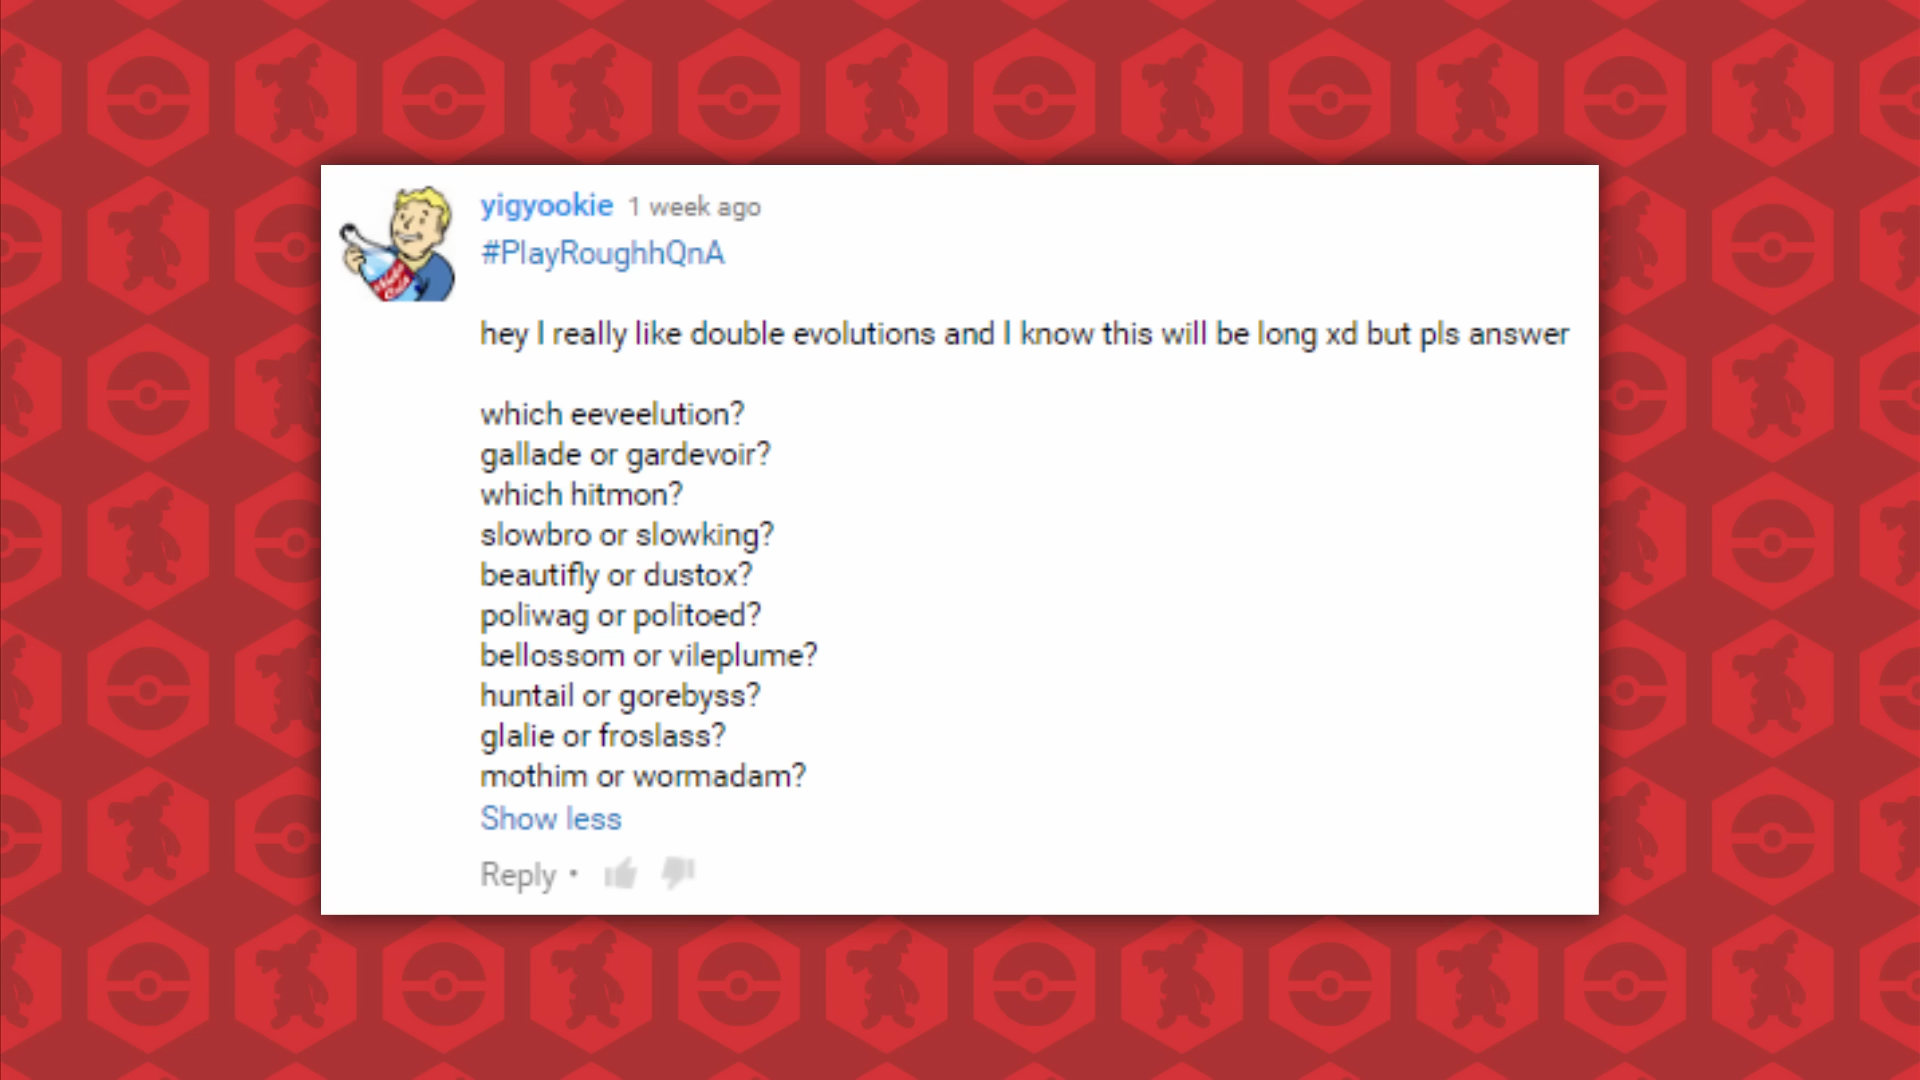 yigyookie 1 week ago
#PlayRoughhQnA
hey I really like double evolutions and I know this will be long xd but pls answer
which eeveelution?
gallade or gardevoir?
which hitmon?
slowbro or slowking?
beautifly or dustox?
poliwag or politoed?
bellossom or vileplume?
huntail or gorebyss?
glalie or froslass?
mothim or wormadam?
Show less
Reply •
Nuka Cola